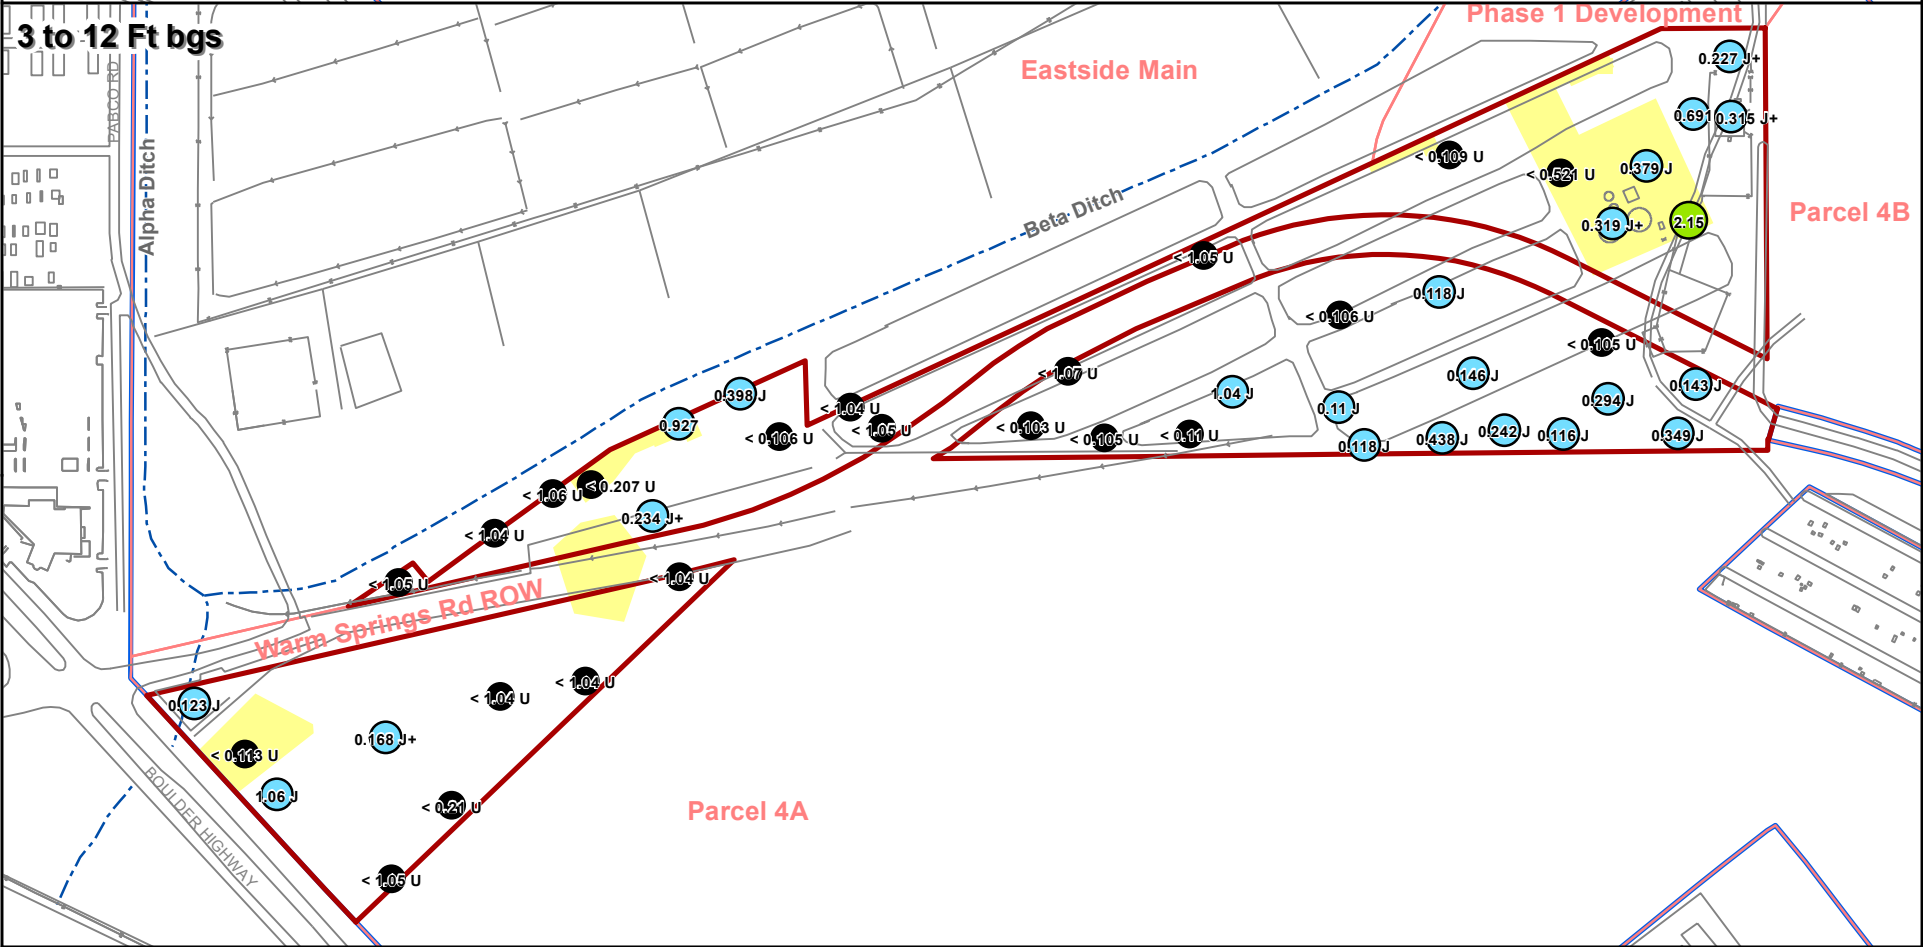 3 to 12 Ft bgs
Phase 1 Development
Eastside Main
PABCO RD
Alpha Ditch
Beta Ditch
Parcel 4B
0.227 J+
0.691
0.315 J+
< 0.109 U
< 0.521 U
0.379 J
0.319 J+
2.15
< 1.05 U
0.118 J
< 0.106 U
< 0.105 U
< 1.07 U
0.146 J
0.143 J
0.398 J
1.04 J
0.294 J
< 1.04 U
0.11 J
0.927
< 1.05 U
< 0.103 U
< 0.106 U
< 0.105 U
< 0.11 U
0.118 J
0.438 J
0.242 J
0.116 J
0.349 J
< 1.06 U
< 0.207 U
0.234 J+
< 1.04 U
< 1.05 U
< 1.04 U
Warm Springs Rd ROW
< 1.04 U
< 1.04 U
0.123 J
0.168 J+
< 0.113 U
1.06 J
< 0.21 U
Parcel 4A
BOULDER HIGHWAY
< 1.05 U